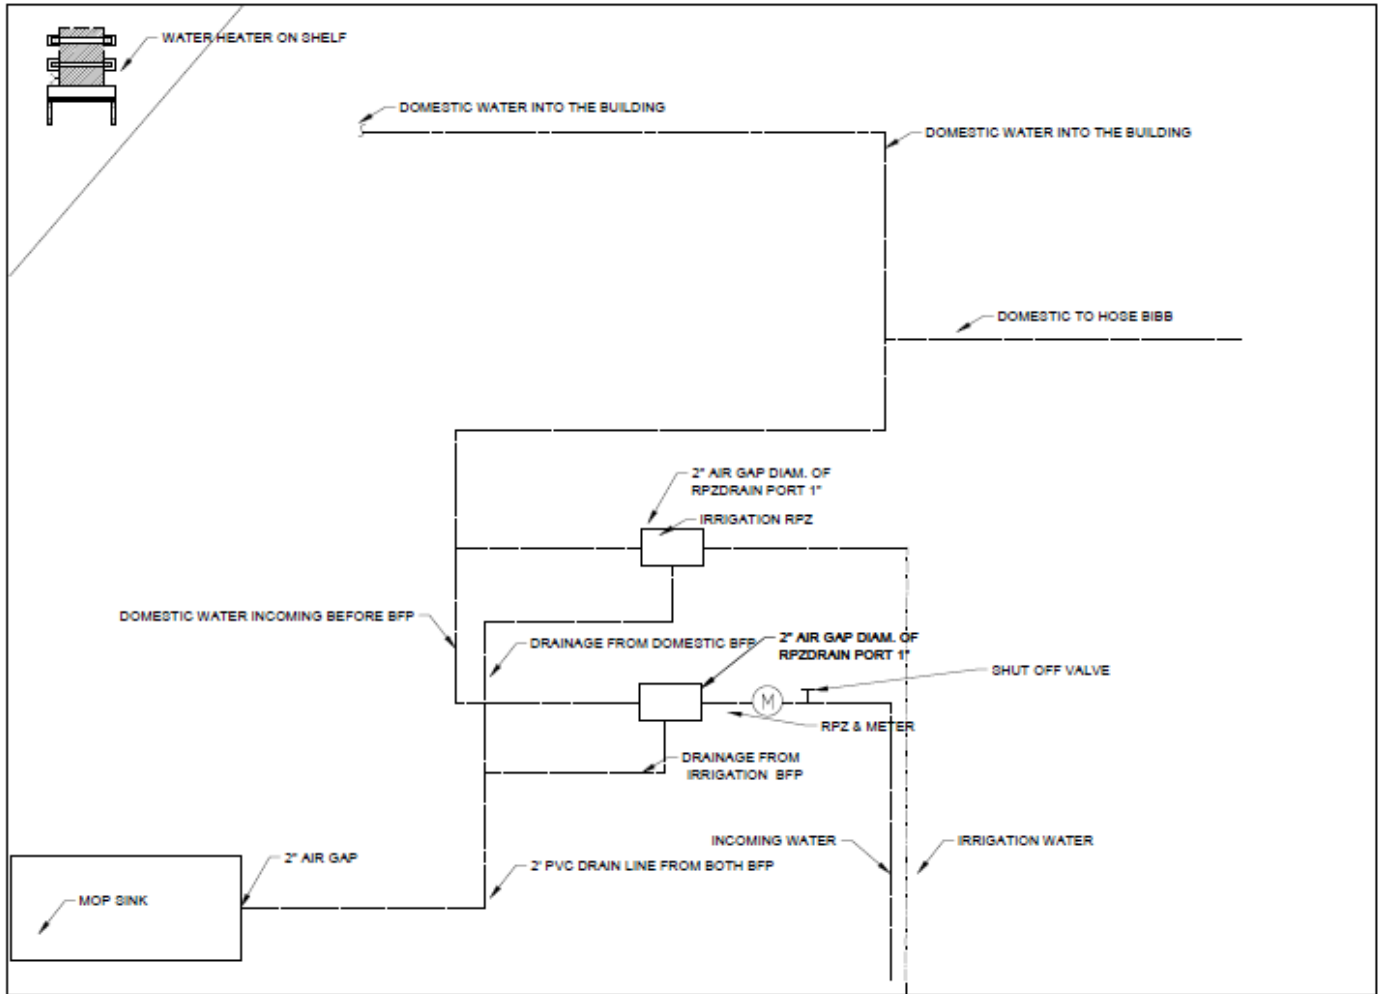 WATER HEATER ON SHELF
DOMESTIC WATER INTO THE BUILDING
DOMESTIC WATER INTO THE BUILDING
DOMESTIC TO HOSE BIBB
2" AIR GAP DIAM. OF
RPZDRAIN PORT 1"
IRRIGATION RPZ
DOMESTIC WATER INCOMING BEFORE BFP
DRAINAGE FROM DOMESTIC BFP
2" AIR GAP DIAM. OF
RPZDRAIN PORT 1"
SHUT OFF VALVE
M
RPZ & METER
DRAINAGE FROM
IRRIGATION BFP
INCOMING WATER
IRRIGATION WATER
2" AIR GAP
2' PVC DRAIN LINE FROM BOTH BFP
MOP SINK